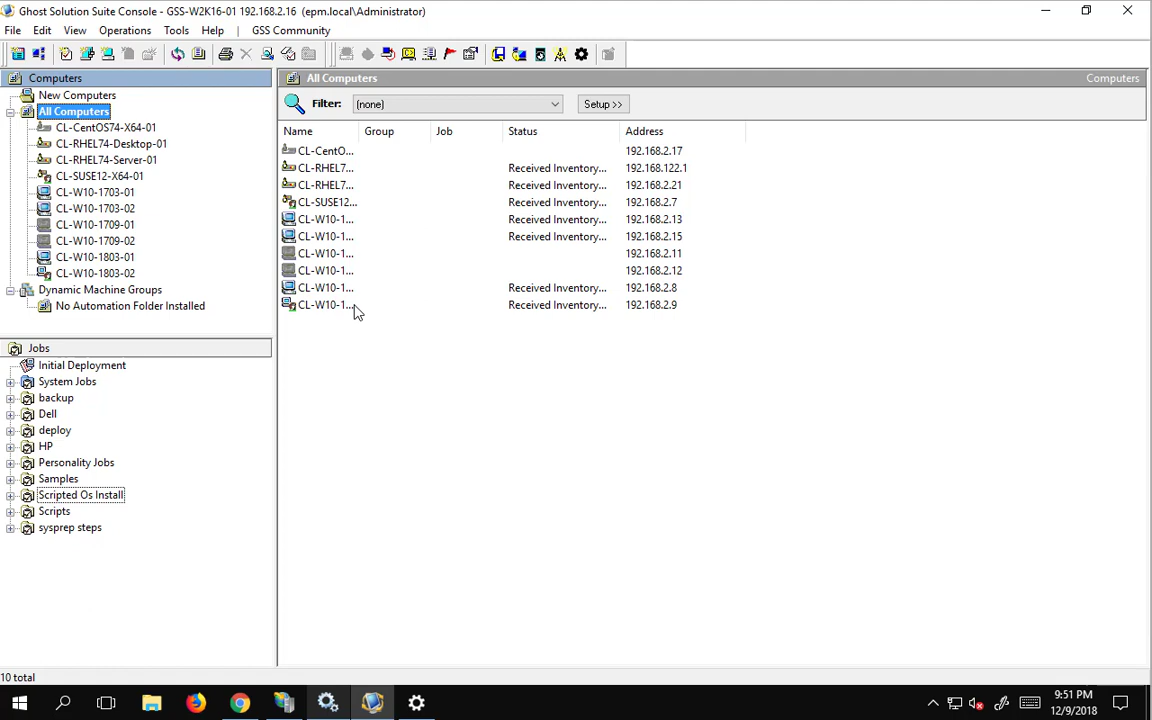 Ghost Solution Suite Console - GSS-W2K16-01 192.168.2.16 (epm.local\Administrator)
File Edit View Operations Tools Help GSS Community
Computers
New Computers
All Computers
CL-CentOS74-X64-01
CL-RHEL74-Desktop-01
CL-RHEL74-Server-01
CL-SUSE12-X64-01
CL-W10-1703-01
CL-W10-1703-02
CL-W10-1709-01
CL-W10-1709-02
CL-W10-1803-01
CL-W10-1803-02
Dynamic Machine Groups
No Automation Folder Installed
Jobs
Initial Deployment
System Jobs
backup
Dell
deploy
HP
Personality Jobs
Samples
Scripted Os Install
Scripts
sysprep steps
All Computers Computers
Filter: (none) Setup >>
Name Group Job Status Address
CL-CentO... 192.168.2.17
CL-RHEL7... Received Inventory... 192.168.122.1
CL-RHEL7... Received Inventory... 192.168.2.21
CL-SUSE12... Received Inventory... 192.168.2.7
CL-W10-1... Received Inventory... 192.168.2.13
CL-W10-1... Received Inventory... 192.168.2.15
CL-W10-1... 192.168.2.11
CL-W10-1... 192.168.2.12
CL-W10-1... Received Inventory... 192.168.2.8
CL-W10-1... Received Inventory... 192.168.2.9
10 total
9:51 PM
12/9/2018